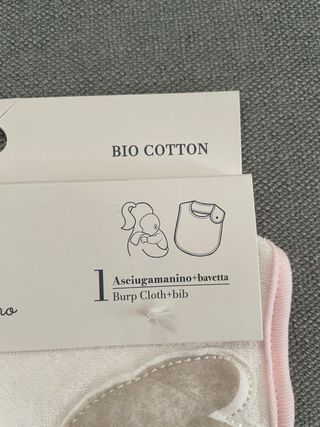 BIO COTTON
1 Asciugamanino+bavetta
Burp Cloth+bib